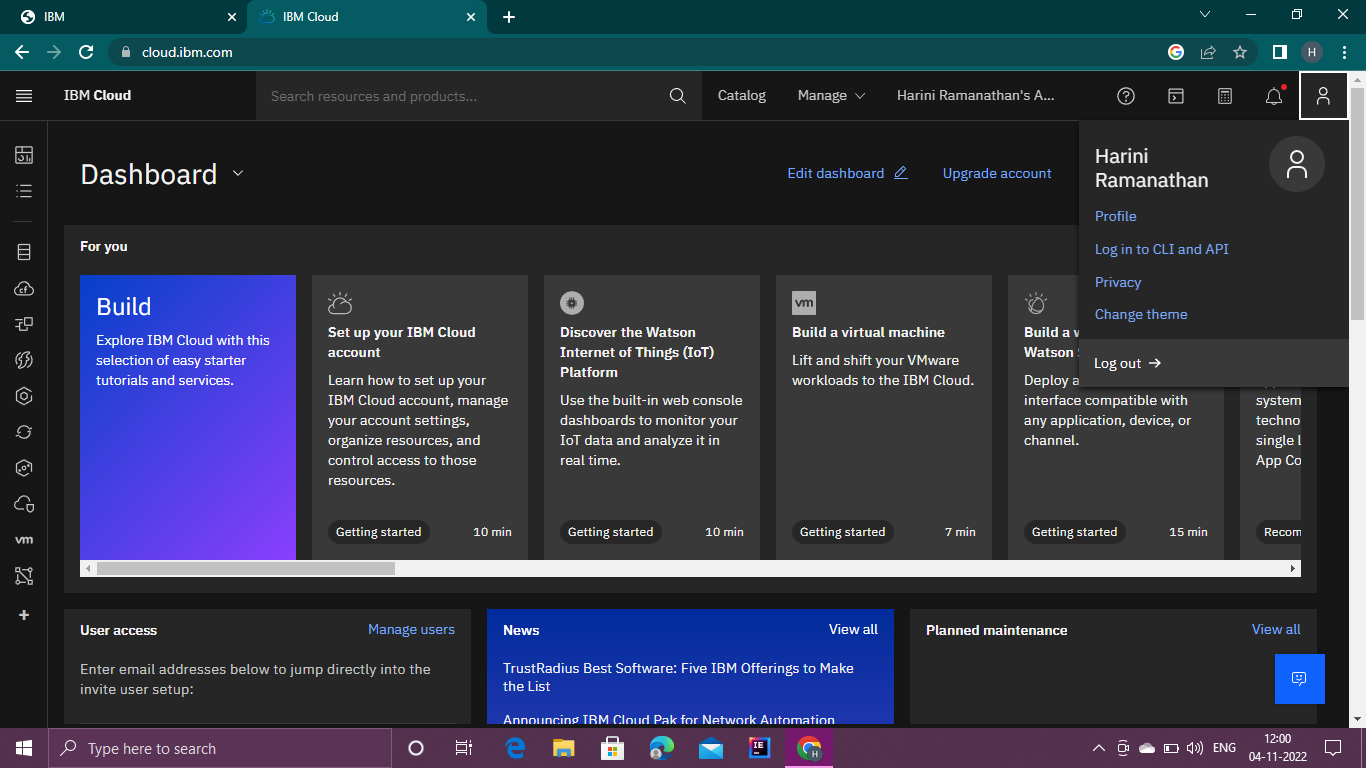 IBM
IBM Cloud
cloud.ibm.com
H
IBM Cloud
Search resources and products...
Catalog
Manage
Harini Ramanathan's A...
Harini
Ramanathan
Profile
Log in to CLI and API
Privacy
Change theme
Log out
Dashboard
Edit dashboard
Upgrade account
For you
Build
Explore IBM Cloud with this
selection of easy starter
tutorials and services.
Set up your IBM Cloud
account
Learn how to set up your
IBM Cloud account, manage
your account settings,
organize resources, and
control access to those
resources.
Getting started
10 min
Discover the Watson
Internet of Things (IoT)
Platform
Use the built-in web console
dashboards to monitor your
IoT data and analyze it in
real time.
Getting started
10 min
vm
Build a virtual machine
Lift and shift your VMware
workloads to the IBM Cloud.
Getting started
7 min
Build a
Watson
Deploy a
interface compatible with
any application, device, or
channel.
Getting started
15 min
system
techno
single
App Co
Recom
cf
vm
User access
Manage users
Enter email addresses below to jump directly into the
invite user setup:
News
View all
TrustRadius Best Software: Five IBM Offerings to Make
the List
Announcing IBM Cloud Pak for Network Automation
Planned maintenance
View all
Type here to search
IE
H
ENG
12:00
04-11-2022